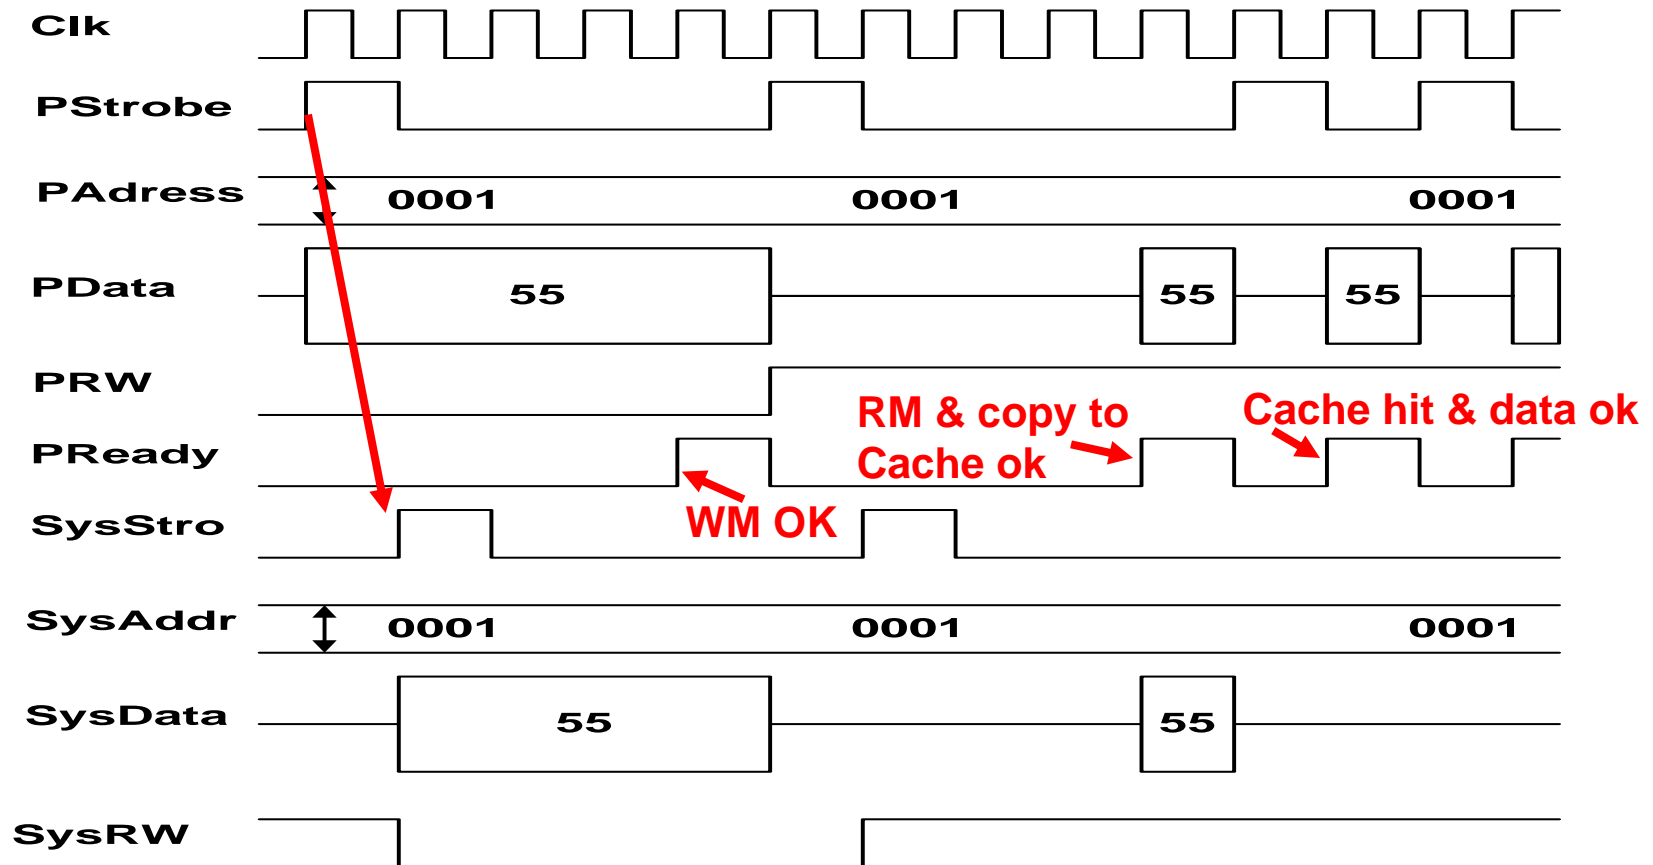 Clk
PStrobe
PAdress 0001 0001 0001
PData 55 55 55
PRW
RM & copy to Cache hit & data ok
PReady Cache ok
SysStro WM OK
SysAddr 0001 0001 0001
SysData 55 55
SysRW